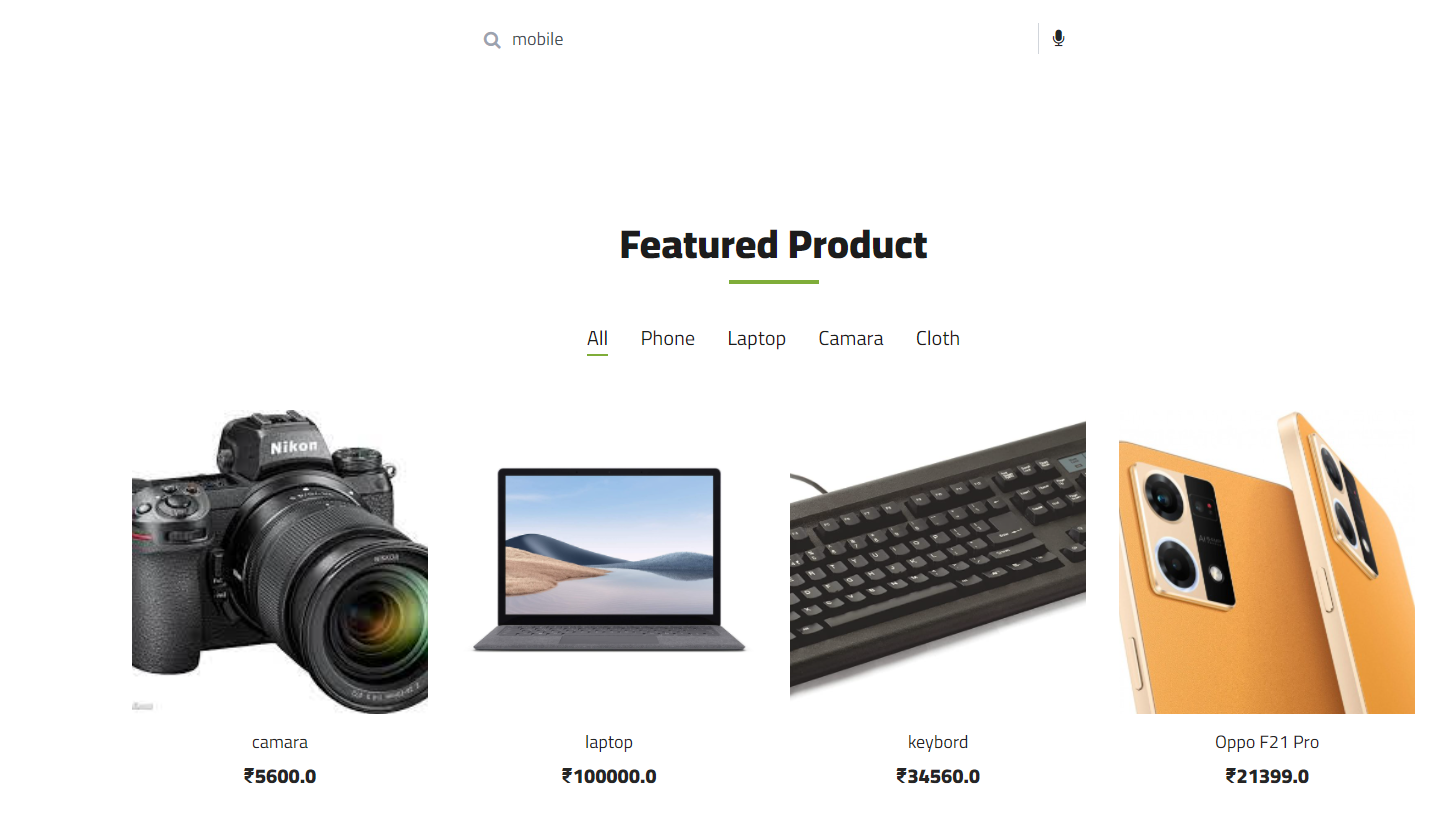 mobile
Featured Product
All Phone Laptop Camara Cloth
Nikon
camara laptop keybord Oppo F21 Pro
₹5600.0 ₹100000.0 ₹34560.0 ₹21399.0